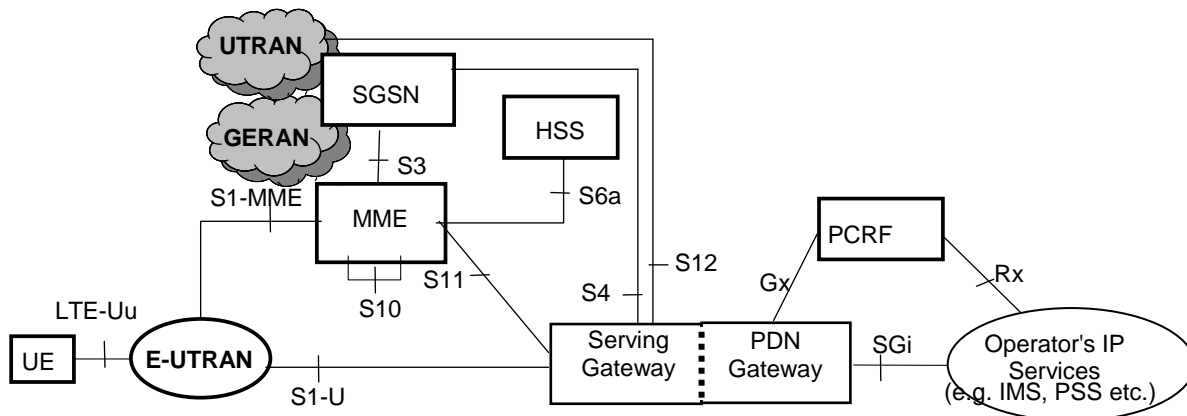 UTRAN
SGSN
GERAN
HSS
S3
S1-MME
S6a
MME
PCRF
S11
S12
Gx
Rx
S10
S4
LTE-Uu
UE
E-UTRAN
Serving
Gateway
PDN
Gateway
SGi
Operator's IP
Services
(e.g. IMS, PSS etc.)
S1-U